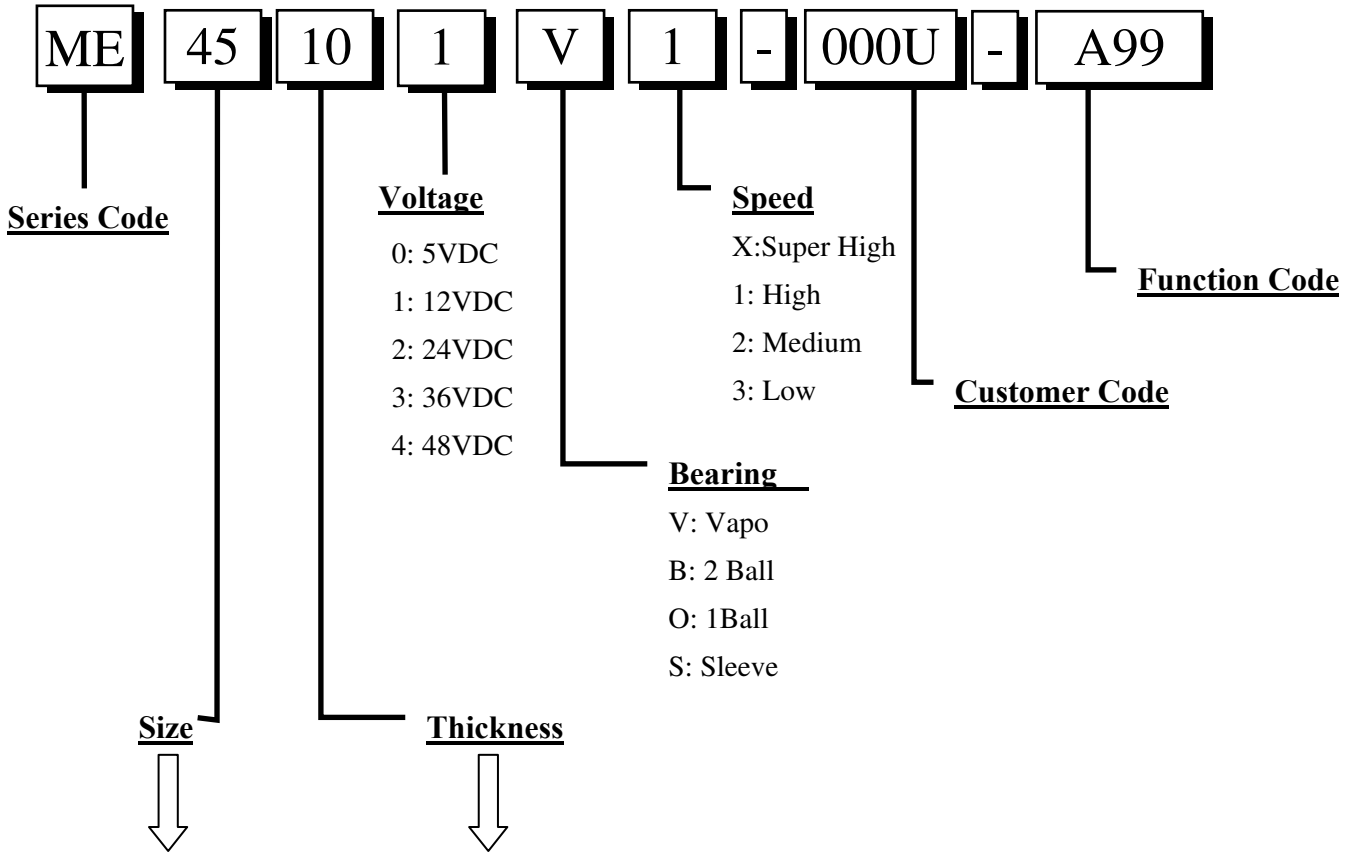 ME 45 10 1 V 1 - 000U - A99
Series Code
Voltage
0: 5VDC
1: 12VDC
2: 24VDC
3: 36VDC
4: 48VDC
Speed
X:Super High
1: High
2: Medium
3: Low
Function Code
Customer Code
Bearing
V: Vapo
B: 2 Ball
O: 1Ball
S: Sleeve
Size
Thickness